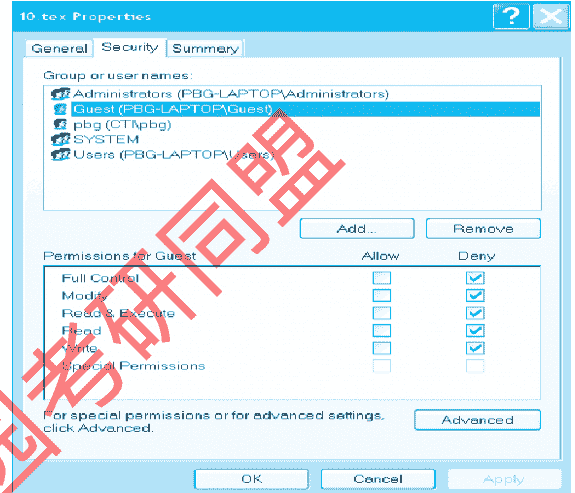 10 tex Properties
General Security Summary
Group or user names:
Administrators (PBG-LAPTOP\Administrators)
Guest (PBG-LAPTOP\Guest)
pbg (CTI\pbg)
SYSTEM
Users (PBG-LAPTOP\Users)
Add... Remove
Permissions for Guest Allow Deny
Full Control
Modify
Read & Execute
Read
Write
Special Permissions
For special permissions or for advanced settings,
click Advanced.
Advanced
OK Cancel Apply
考研同盟